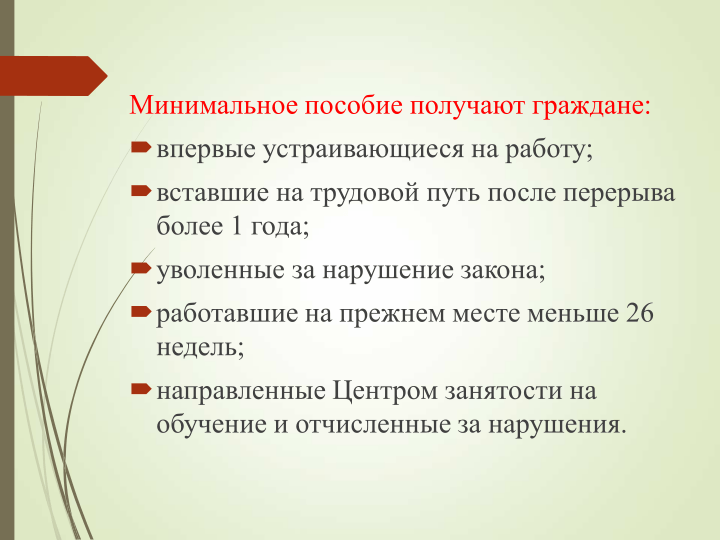 Минимальное пособие получают граждане:
впервые устраивающиеся на работу;
вставшие на трудовой путь после перерыва
более 1 года;
уволенные за нарушение закона;
работавшие на прежнем месте меньше 26
недель;
направленные Центром занятости на
обучение и отчисленные за нарушения.